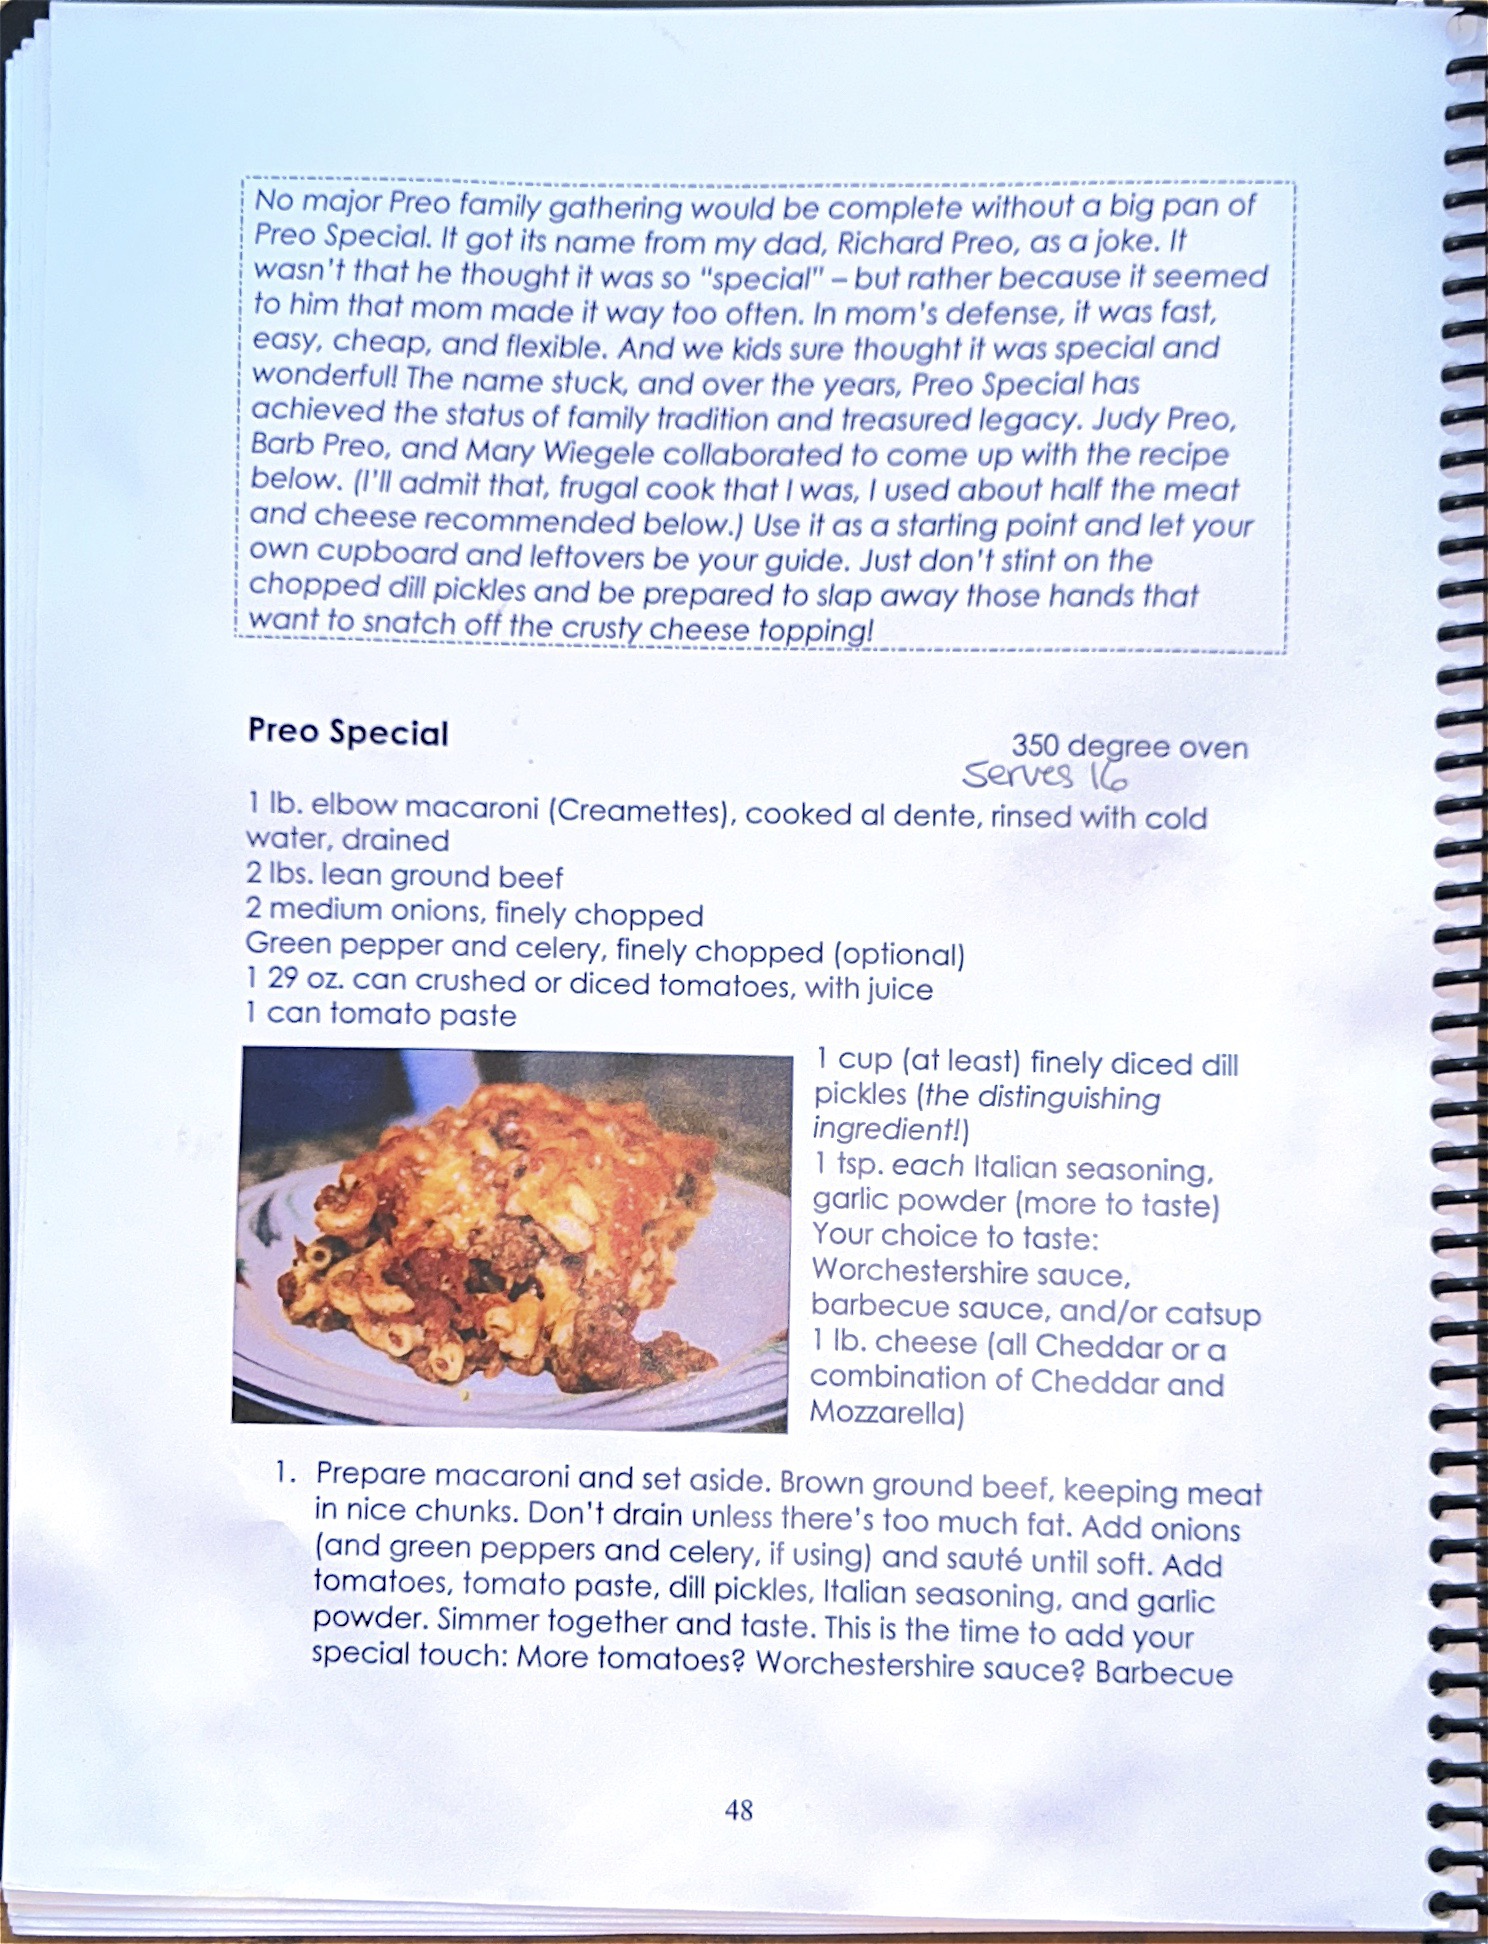 No major Preo family gathering would be complete without a big pan of
Preo Special. It got its name from my dad, Richard Preo, as a joke. It
wasn't that he thought it was so "special" – but rather because it seemed
to him that mom made it way too often. In mom's defense, it was fast,
easy, cheap, and flexible. And we kids sure thought it was special and
wonderful! The name stuck, and over the years, Preo Special has
achieved the status of family tradition and treasured legacy. Judy Preo,
Barb Preo, and Mary Wiegele collaborated to come up with the recipe
below. (I'll admit that, frugal cook that I was, I used about half the meat
and cheese recommended below.) Use it as a starting point and let your
own cupboard and leftovers be your guide. Just don't stint on the
chopped dill pickles and be prepared to slap away those hands that
want to snatch off the crusty cheese topping!
Preo Special
350 degree oven
Serves 16
1 lb. elbow macaroni (Creamettes), cooked al dente, rinsed with cold
water, drained
2 lbs. lean ground beef
2 medium onions, finely chopped
Green pepper and celery, finely chopped (optional)
1 29 oz. can crushed or diced tomatoes, with juice
1 can tomato paste
1 cup (at least) finely diced dill
pickles (the distinguishing
ingredient!)
1 tsp. each Italian seasoning,
garlic powder (more to taste)
Your choice to taste:
Worchestershire sauce,
barbecue sauce, and/or catsup
1 lb. cheese (all Cheddar or a
combination of Cheddar and
Mozzarella)
1. Prepare macaroni and set aside. Brown ground beef, keeping meat
in nice chunks. Don't drain unless there's too much fat. Add onions
(and green peppers and celery, if using) and sauté until soft. Add
tomatoes, tomato paste, dill pickles, Italian seasoning, and garlic
powder. Simmer together and taste. This is the time to add your
special touch: More tomatoes? Worchestershire sauce? Barbecue
48